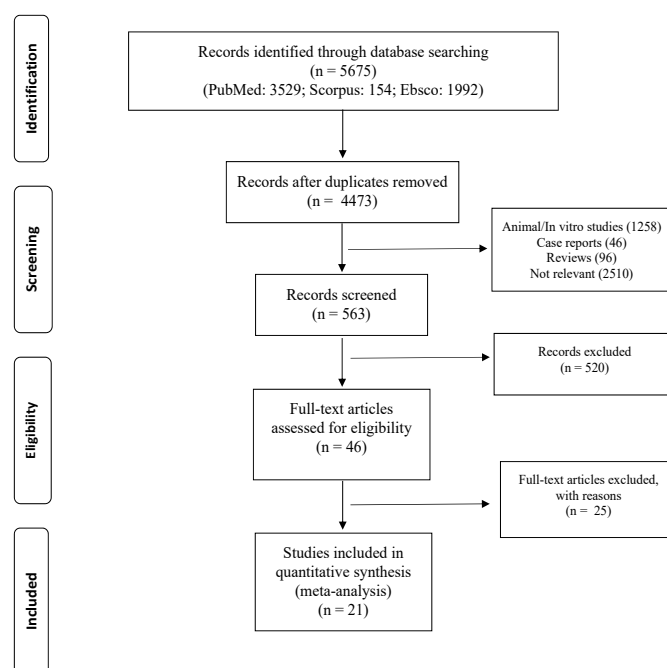 Identification
Records identified through database searching
(n = 5675)
(PubMed: 3529; Scorpus: 154; Ebsco: 1992)
Records after duplicates removed
(n = 4473)
Screening
Animal/In vitro studies (1258)
Case reports (46)
Reviews (96)
Not relevant (2510)
Records screened
(n = 563)
Records excluded
(n = 520)
Eligibility
Full-text articles
assessed for eligibility
(n = 46)
Full-text articles excluded,
with reasons
(n = 25)
Included
Studies included in
quantitative synthesis
(meta-analysis)
(n = 21)